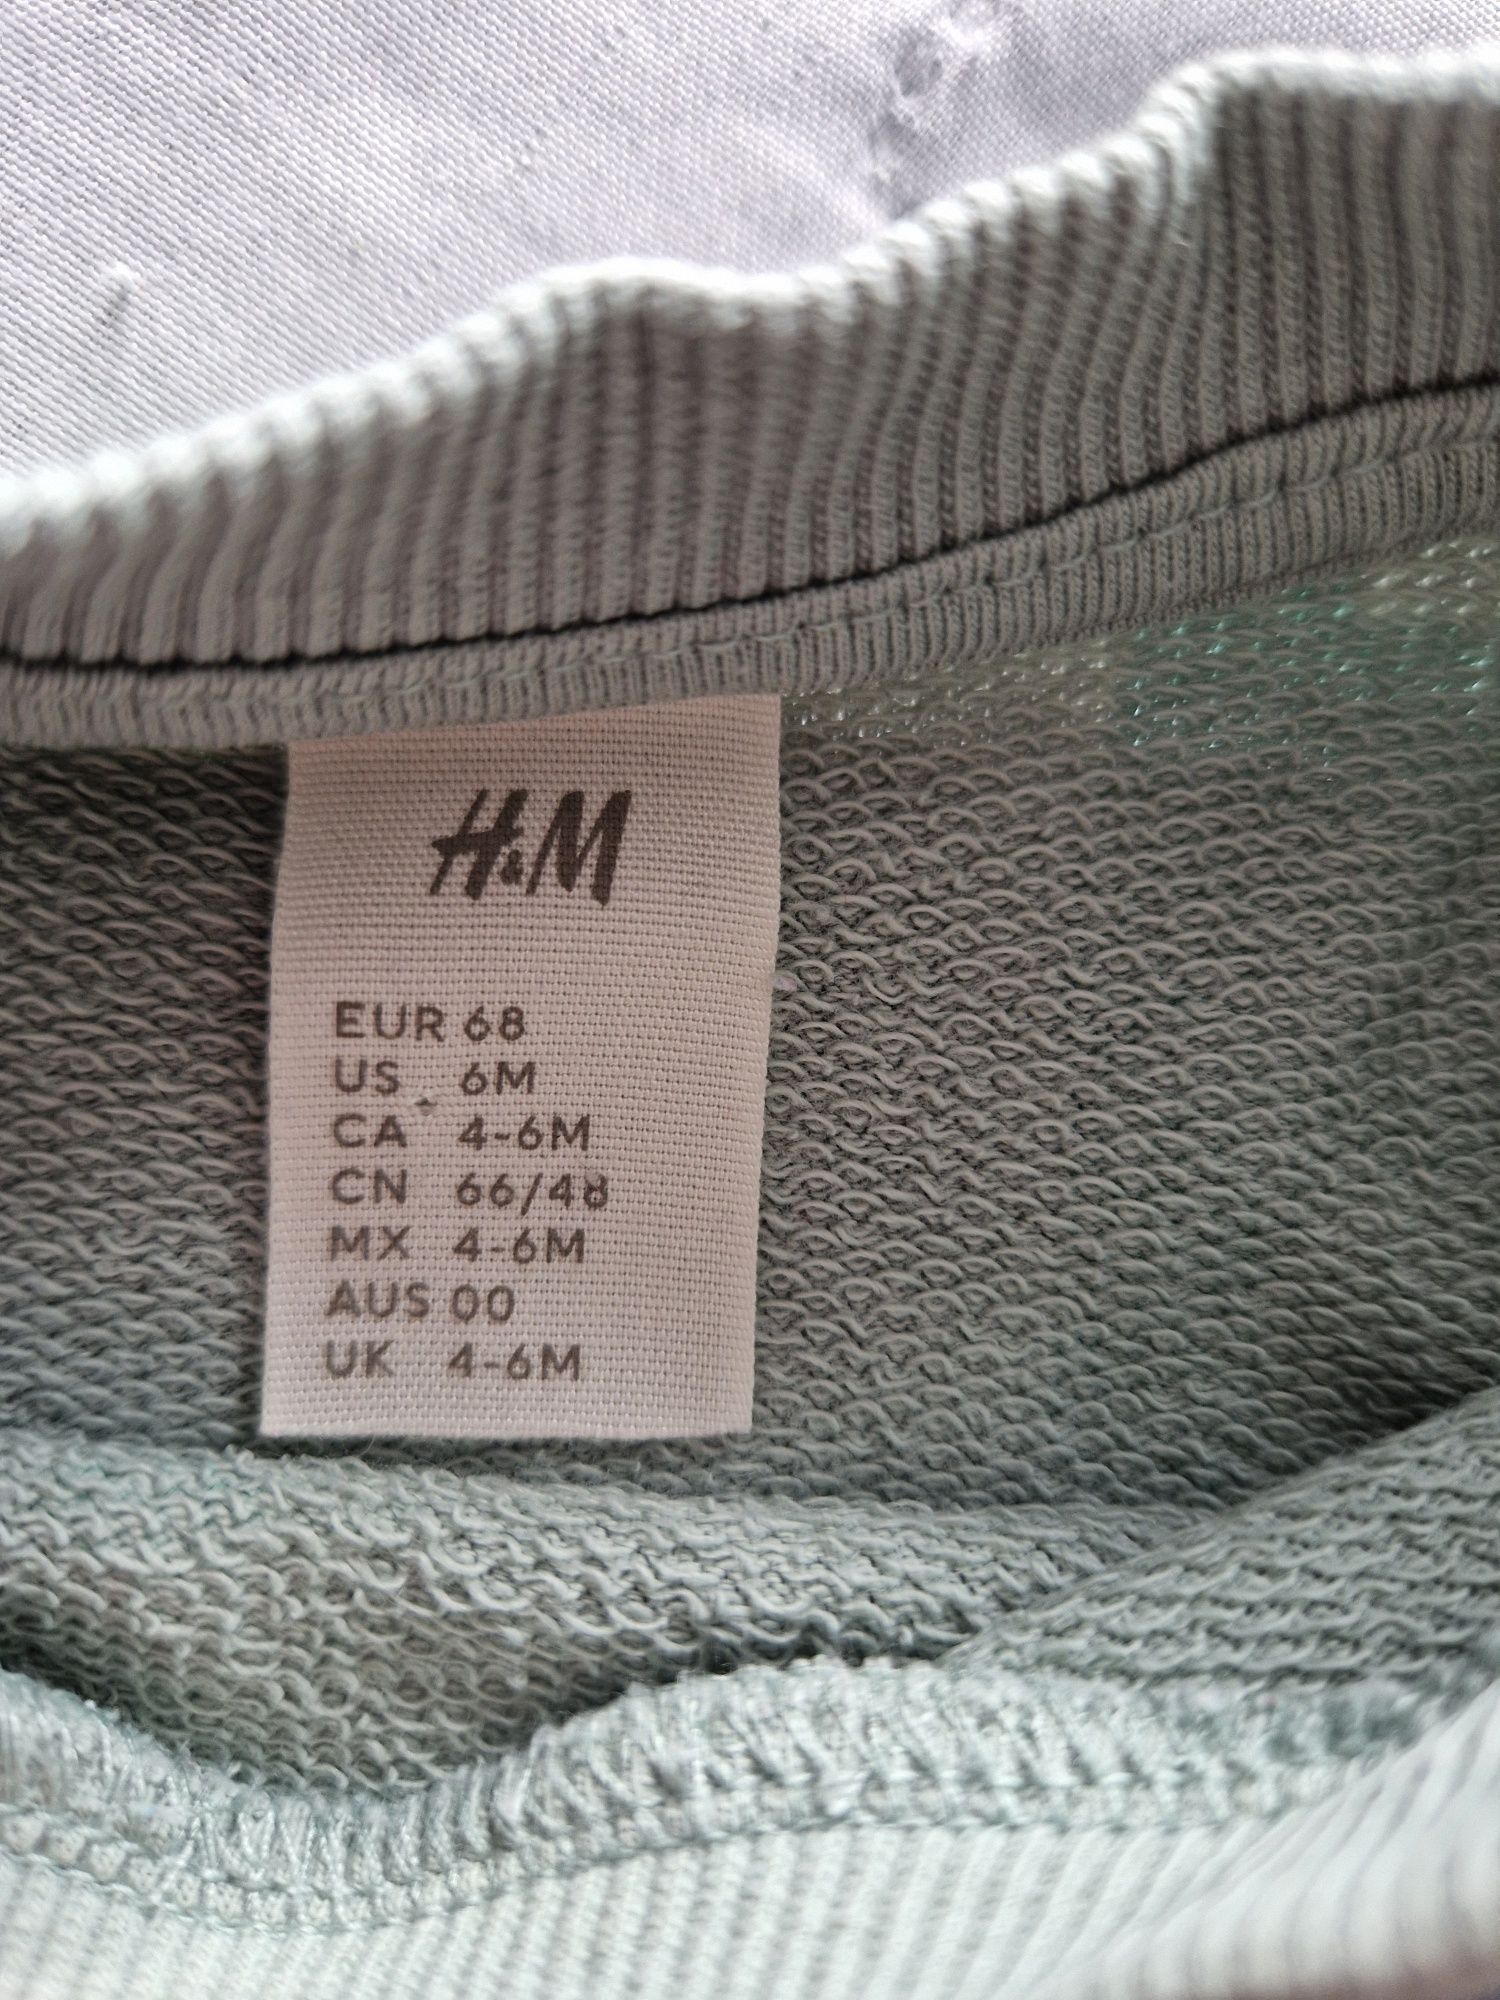 H&M
EUR 68
US 6M
CA 4-6M
CN 66/48
MX 4-6M
AUS 00
UK 4-6M